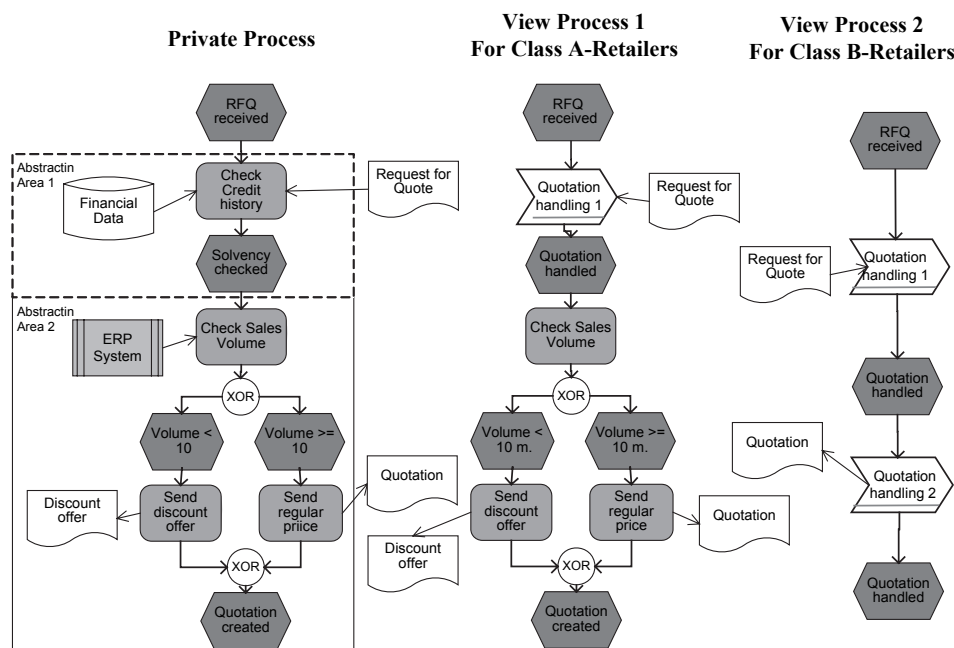 Private Process
RFQ
received
Abstractin
Area 1
Check
Credit
history
Financial
Data
Request for
Quote
Solvency
checked
Abstractin
Area 2
ERP
System
Check Sales
Volume
XOR
Volume <
10
Volume >=
10
Quotation
Discount
offer
Send
discount
offer
Send
regular
priice
XOR
Quotation
created
View Process 1
For Class A-Retailers
RFQ
received
Quotation
handling 1
Request for
Quote
Quotation
handled
Check Sales
Volume
XOR
Volume <
10 m.
Volume >=
10 m.
Send
discount
offer
Send
regular
price
Quotation
Discount
offer
XOR
Quotation
created
View Process 2
For Class B-Retailers
RFQ
received
Request for
Quote
Quotation
handling 1
Quotation
handled
Quotation
Quotation
handling 2
Quotation
handled